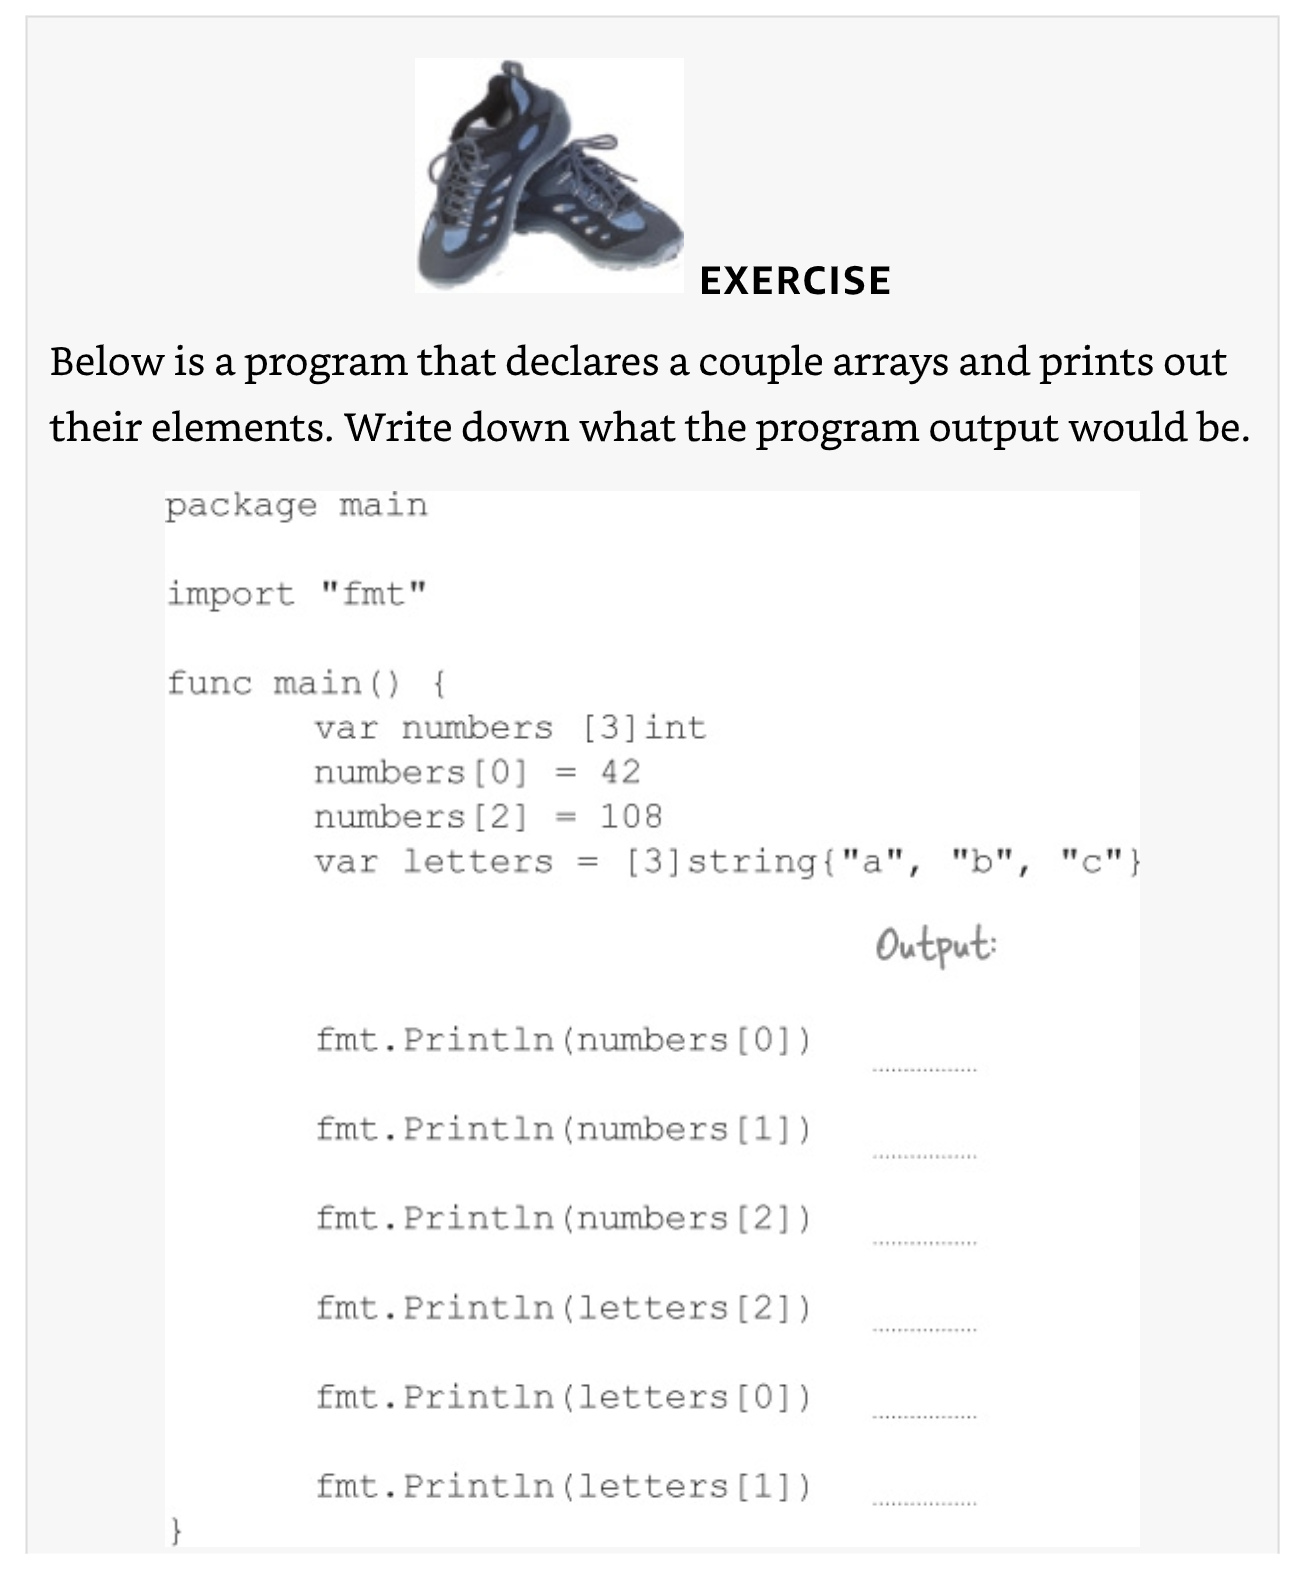 EXERCISE
Below is a program that declares a couple arrays and prints out
their elements. Write down what the program output would be.
package main
import "fmt"
func main() {
var numbers [3]int
numbers[0] = 42
numbers[2] = 108
var letters = [3]string{"a", "b", "c"}
Output:
fmt.Println(numbers[0])
fmt.Println(numbers[1])
fmt.Println(numbers[2])
fmt.Println(letters[2])
fmt.Println(letters[0])
fmt.Println(letters[1])
}